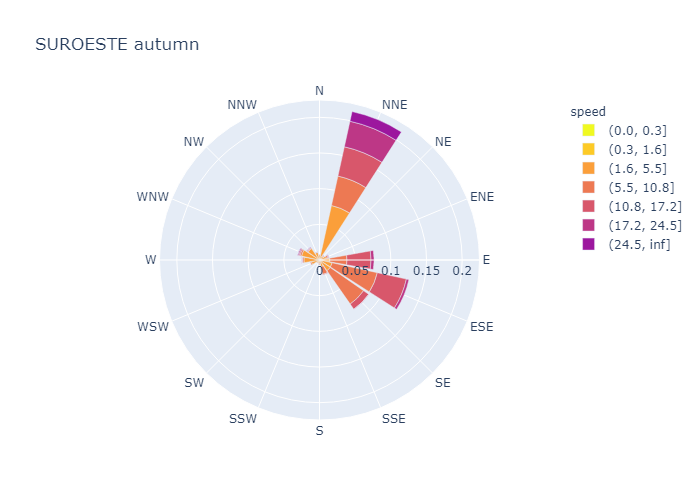 SUROESTE autumn
N
NNE
NE
ENE
E
ESE
SE
SSE
S
SSW
SW
WSW
W
WNW
NW
NNW
0 0.05 0.1 0.15 0.2
speed
(0.0, 0.3]
(0.3, 1.6]
(1.6, 5.5]
(5.5, 10.8]
(10.8, 17.2]
(17.2, 24.5]
(24.5, inf]